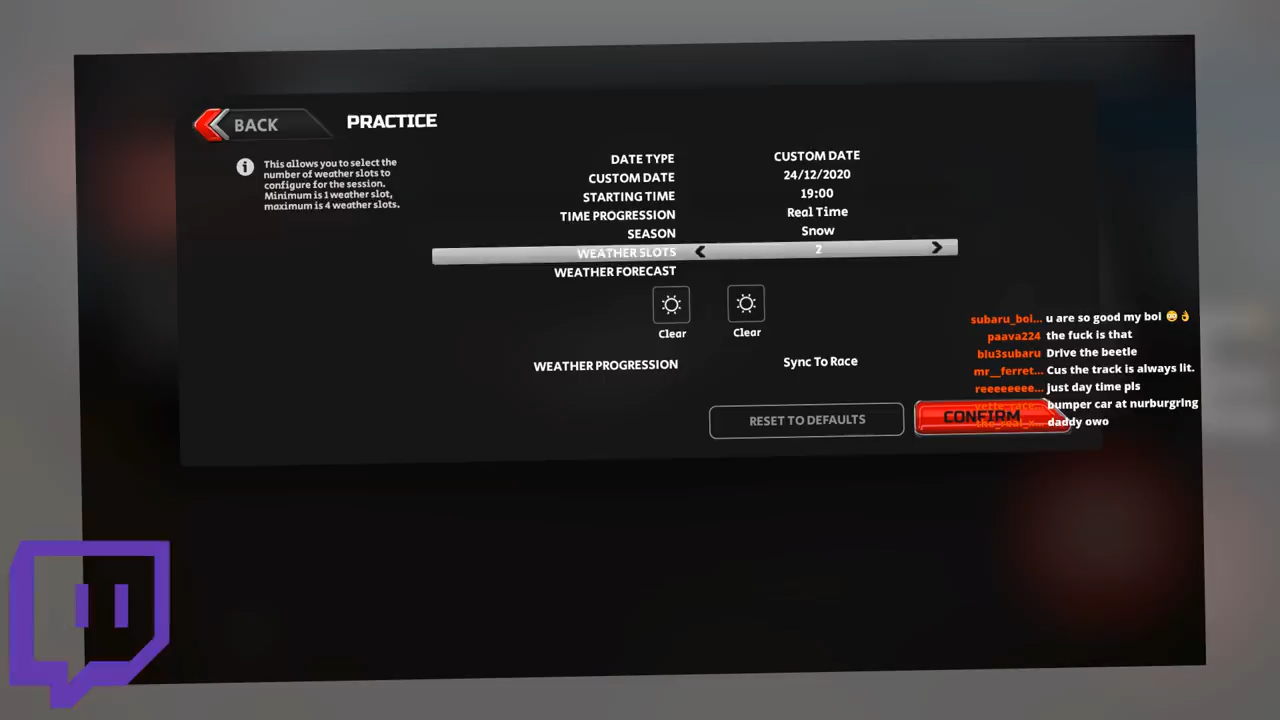 BACK
PRACTICE
This allows you to select the
number of weather slots to
configure for the session.
Minimum is 1 weather slot,
maximum is 4 weather slots.
DATE TYPE CUSTOM DATE
CUSTOM DATE 24/12/2020
STARTING TIME 19:00
TIME PROGRESSION Real Time
SEASON Snow
WEATHER SLOTS 2
WEATHER FORECAST
Clear Clear
WEATHER PROGRESSION Sync To Race
RESET TO DEFAULTS
CONFIRM
subaru_boi... u are so good my boi 😳👌
paava224 the fuck is that
blu3subaru Drive the beetle
mr__ferret... Cus the track is always lit.
reeeeeeee... just day time pls
bumper car at nurburgring
daddy owo